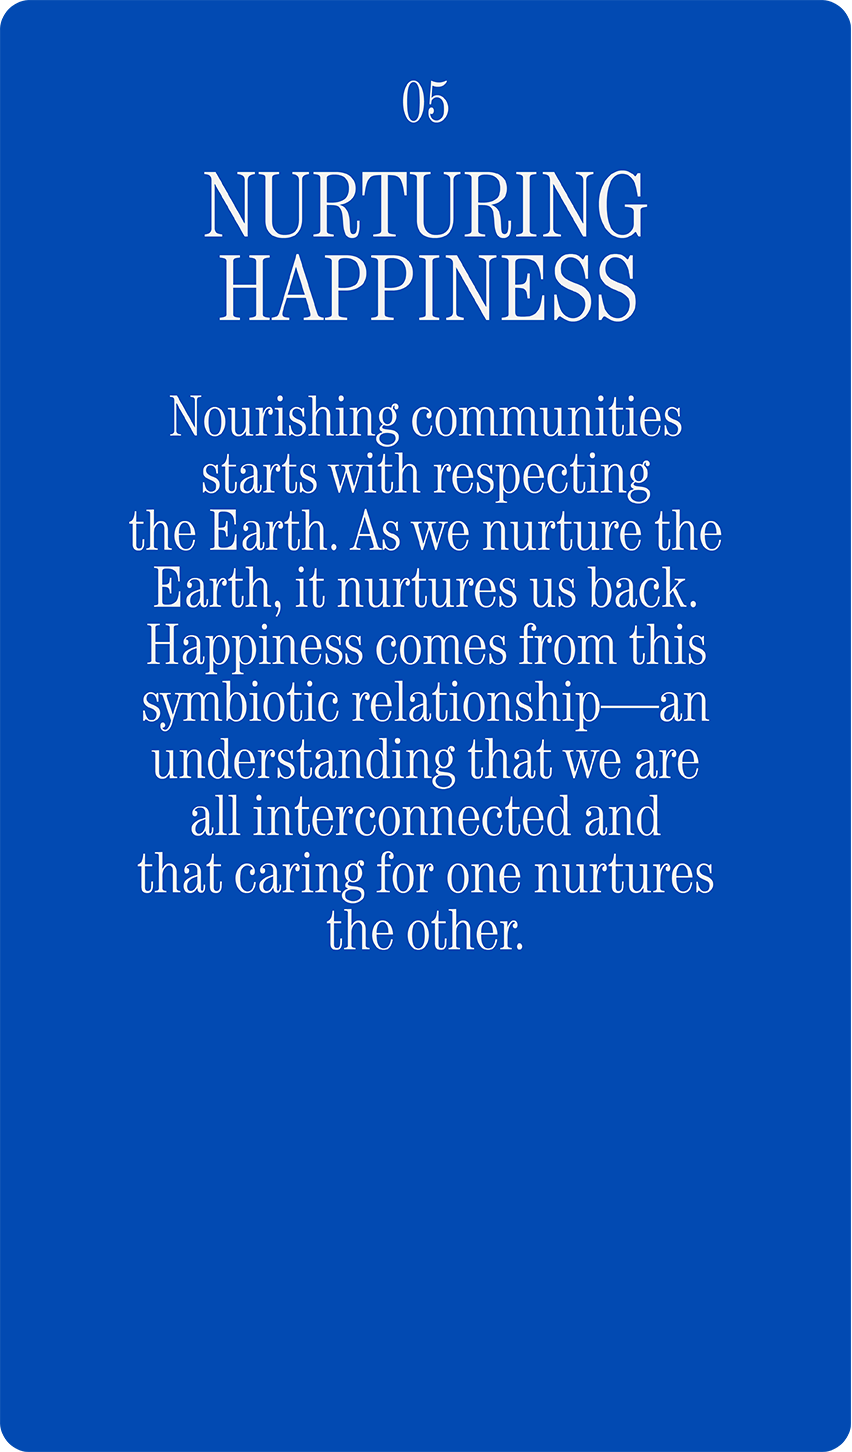 05
NURTURING
HAPPINESS
Nourishing communities
starts with respecting
the Earth. As we nurture the
Earth, it nurtures us back.
Happiness comes from this
symbiotic relationship—an
understanding that we are
all interconnected and
that caring for one nurtures
the other.